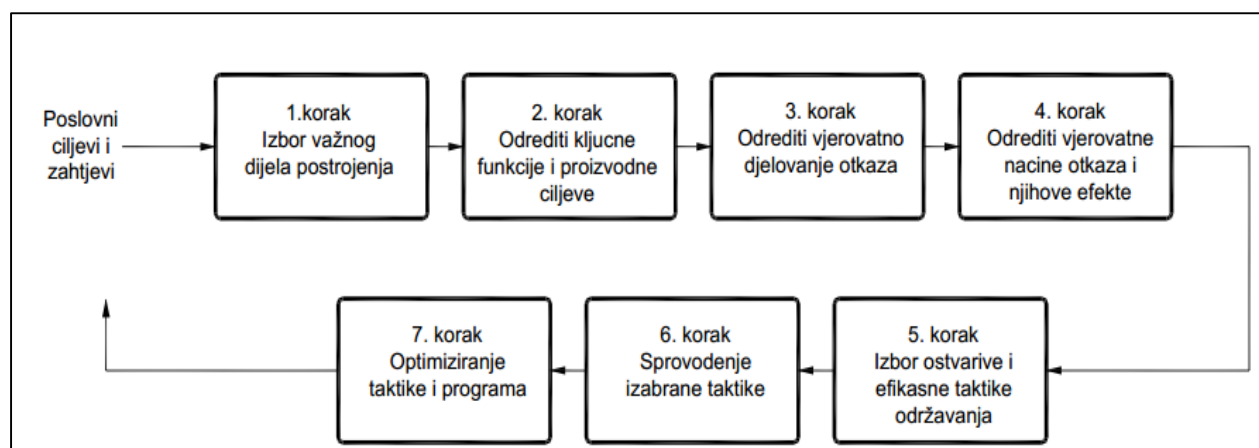 Poslovni
ciljevi i
zahtjevi
1.korak
Izbor važnog
dijela postrojenja
2. korak
Odrediti kljucne
funkcije i proizvodne
ciljeve
3. korak
Odrediti vjerovatno
djelovanje otkaza
4. korak
Odrediti vjerovatne
nacine otkaza i
njihove efekte
5. korak
Izbor ostvarive i
efikasne taktike
održavanja
6. korak
Sprovodenje
izabrane taktike
7. korak
Optimiziranje
taktike i programa